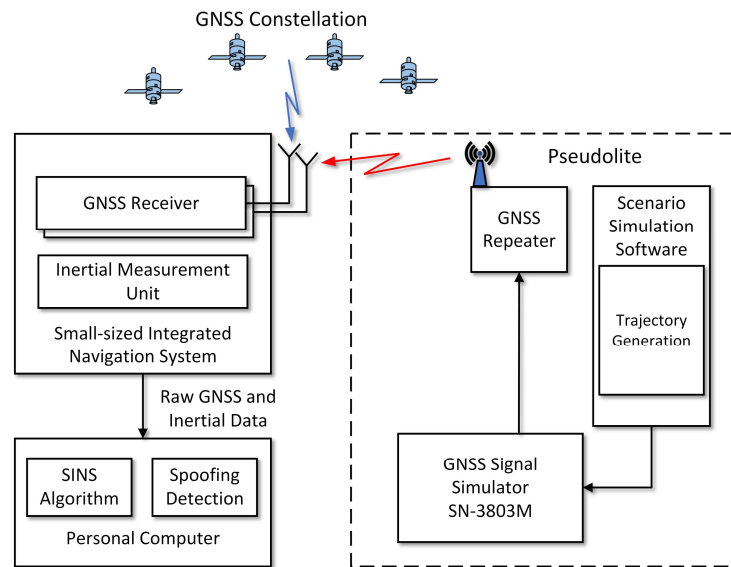 GNSS Constellation
GNSS Receiver
Inertial Measurement
Unit
Small-sized Integrated
Navigation System
Raw GNSS and
Inertial Data
SINS
Algorithm
Spoofing
Detection
Personal Computer
Pseudolite
GNSS
Repeater
Scenario
Simulation
Software
Trajectory
Generation
GNSS Signal
Simulator
SN-3803M